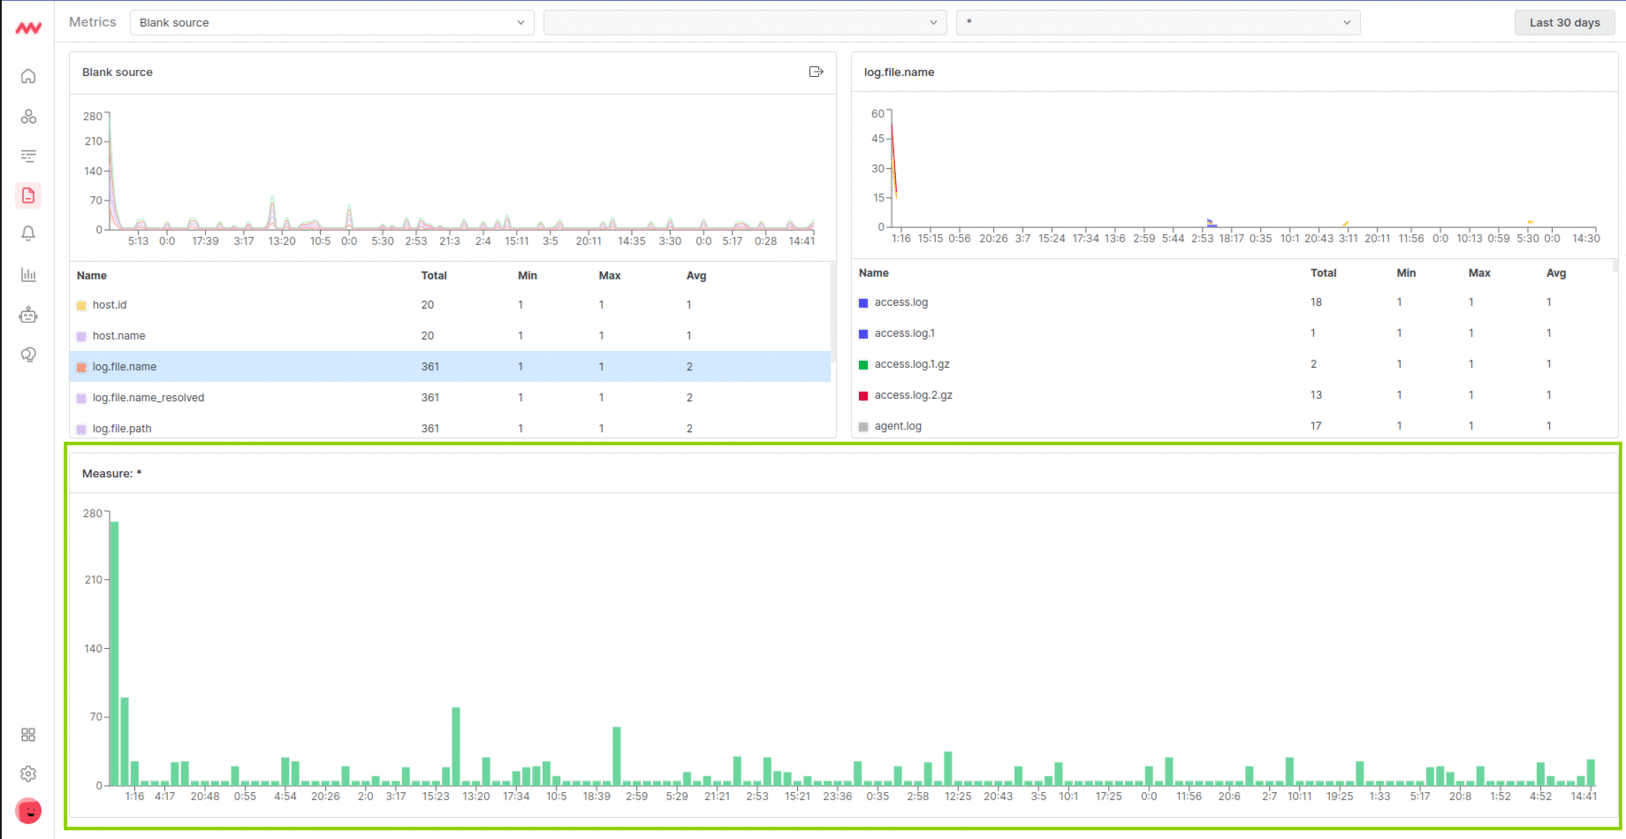 Metrics Blank source * Last 30 days
Blank source
280
210
140
70
0
5:13 0:0 17:39 3:17 13:20 10:5 0:0 5:30 2:53 21:3 2:4 15:11 3:5 20:11 14:35 3:30 0:0 5:17 0:28 14:41
Name Total Min Max Avg
host.id 20 1 1 1
host.name 20 1 1 1
log.file.name 361 1 1 2
log.file.name_resolved 361 1 1 2
log.file.path 361 1 1 2
log.file.name
60
45
30
15
0
1:16 15:15 0:56 20:26 3:7 15:24 17:34 13:6 2:59 5:44 2:53 18:17 0:35 10:1 20:43 3:11 20:11 11:56 0:0 10:13 0:59 5:30 0:0 14:30
Name Total Min Max Avg
access.log 18 1 1 1
access.log.1 1 1 1 1
access.log.1.gz 2 1 1 1
access.log.2.gz 13 1 1 1
agent.log 17 1 1 1
Measure: *
280
210
140
70
0
1:16 4:17 20:48 0:55 4:54 20:26 2:0 3:17 15:23 13:20 17:34 10:5 18:39 2:59 5:29 21:21 2:53 15:21 23:36 0:35 2:58 12:25 20:43 3:5 10:1 17:25 0:0 11:56 20:6 2:7 10:11 19:25 1:33 5:17 20:8 1:52 4:52 14:41